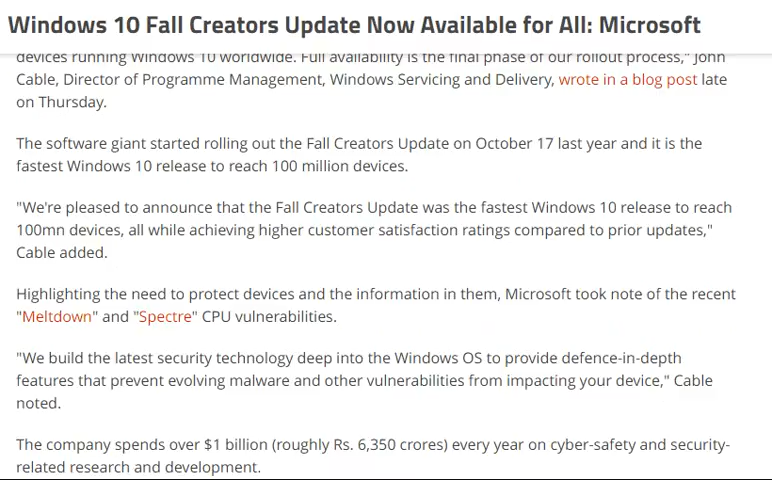 Windows 10 Fall Creators Update Now Available for All: Microsoft
devices running Windows 10 worldwide. Full availability is the final phase of our rollout process," John
Cable, Director of Programme Management, Windows Servicing and Delivery, wrote in a blog post late
on Thursday.
The software giant started rolling out the Fall Creators Update on October 17 last year and it is the
fastest Windows 10 release to reach 100 million devices.
"We're pleased to announce that the Fall Creators Update was the fastest Windows 10 release to reach
100mn devices, all while achieving higher customer satisfaction ratings compared to prior updates,"
Cable added.
Highlighting the need to protect devices and the information in them, Microsoft took note of the recent
"Meltdown" and "Spectre" CPU vulnerabilities.
"We build the latest security technology deep into the Windows OS to provide defence-in-depth
features that prevent evolving malware and other vulnerabilities from impacting your device," Cable
noted.
The company spends over $1 billion (roughly Rs. 6,350 crores) every year on cyber-safety and security-
related research and development.